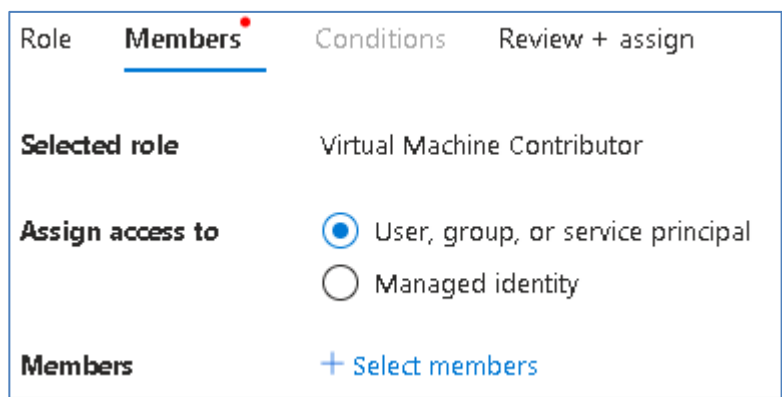 Role Members Conditions Review + assign
Selected role Virtual Machine Contributor
Assign access to User, group, or service principal
Managed identity
Members + Select members